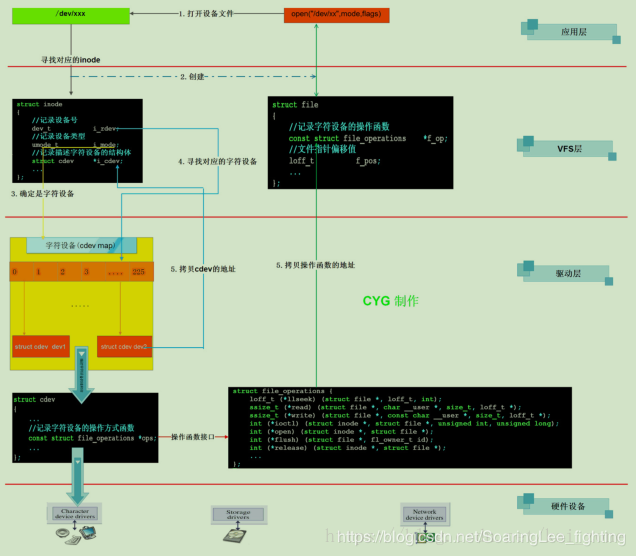 /dev/xxx
1. 打开设备文件
open("/dev/xx",mode,flags)
应用层
寻找对应的inode
2. 创建
struct inode
{
//记录设备号
dev_t i_rdev;
//记录设备类型
umode_t i_mode;
//记录描述字符设备的结构体
struct cdev *i_cdev;
...
};
struct file
{
//记录字符设备的操作函数
const struct file_operations *f_op;
//文件指针偏移值
loff_t f_pos;
...
};
VFS层
4. 寻找对应的字符设备
3. 确定是字符设备
字符设备(cdev map)
0 1 2 3 .... 225
.....
struct cdev dev1
struct cdev dev2
5. 拷贝cdev的地址
5. 拷贝操作函数的地址
驱动层
CYG 制作
struct cdev
{
...
//记录字符设备的操作方式函数
const struct file_operations *ops;
...
};
操作函数接口
struct file_operations {
loff_t (*llseek) (struct file *, loff_t, int);
ssize_t (*read) (struct file *, char __user *, size_t, loff_t *);
ssize_t (*write) (struct file *, const char __user *, size_t, loff_t *);
int (*ioctl) (struct inode *, struct file *, unsigned int, unsigned long);
int (*open) (struct inode *, struct file *);
int (*flush) (struct file *, fl_owner_t id);
int (*release) (struct inode *, struct file *);
...
};
Character
device drivers
Storage
drivers
Network
device drivers
硬件设备
https://blog.csdn.net/SoaringLee_fighting